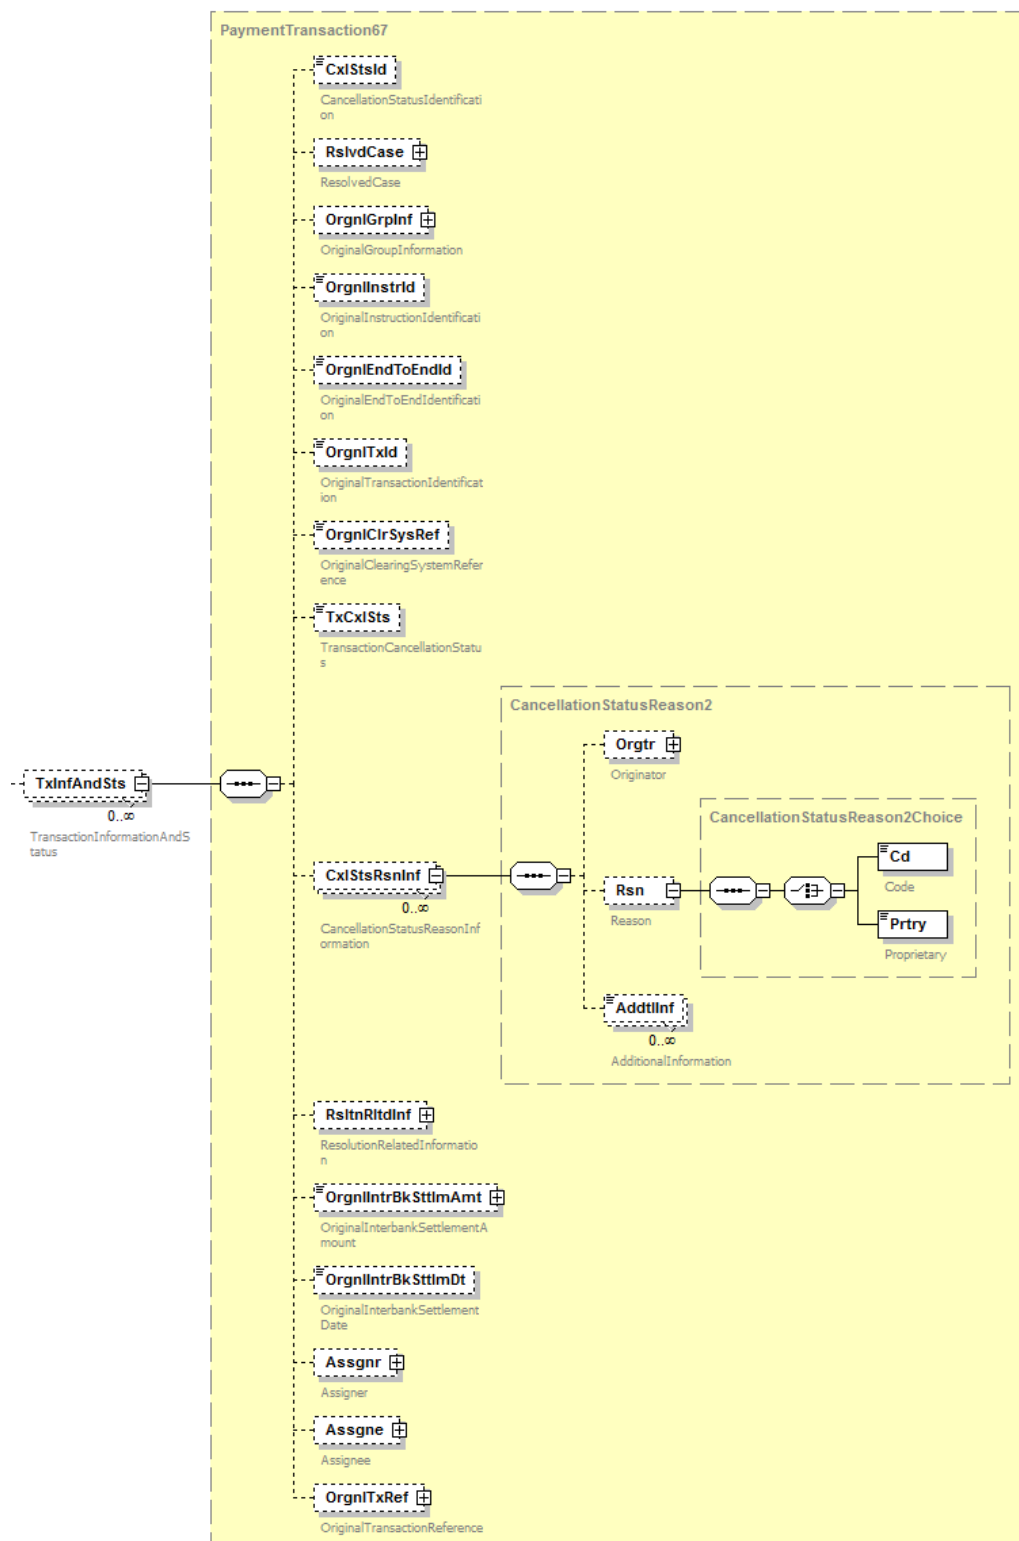 PaymentTransaction67
CxlStsId
CancellationStatusIdentificati
on
RslvdCase
ResolvedCase
OrgnlGrpInf
OriginalGroupInformation
OrgnlInstrId
OriginalInstructionIdentificati
on
OrgnlEndToEndId
OriginalEndToEndIdentificati
on
OrgnlTxId
OriginalTransactionIdentificat
ion
OrgnlClrSysRef
OriginalClearingSystemRefer
ence
TxCxlSts
TransactionCancellationStatu
s
CancellationStatusReason2
Orgtr
Originator
TxInfAndSts
0..∞
TransactionInformationAndS
tatus
CancellationStatusReason2Choice
Cd
Code
CxlStsRsnInf
0..∞
CancellationStatusReasonInf
ormation
Rsn
Reason
Prtry
Proprietary
AddtlInf
0..∞
AdditionalInformation
RsltnRltdInf
ResolutionRelatedInformatio
n
OrgnlIntrBkSttlmAmt
OriginalInterbankSettlementA
mount
OrgnlIntrBkSttlmDt
OriginalInterbankSettlement
Date
Assgnr
Assigner
Assgne
Assignee
OrgnlTxRef
OriginalTransactionReference